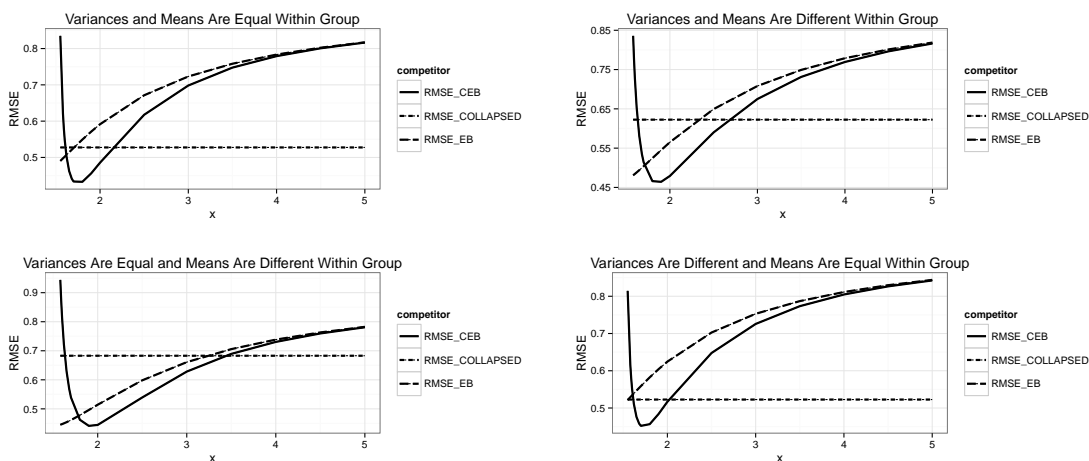 Variances and Means Are Equal Within Group
RMSE
0.8
0.7
0.6
0.5
2
3
4
5
x
competitor
RMSE_CEB
RMSE_COLLAPSED
RMSE_EB
Variances and Means Are Different Within Group
RMSE
0.85
0.75
0.65
0.55
0.45
2
3
4
5
x
competitor
RMSE_CEB
RMSE_COLLAPSED
RMSE_EB
Variances Are Equal and Means Are Different Within Group
RMSE
0.9
0.8
0.7
0.6
0.5
2
3
4
5
x
competitor
RMSE_CEB
RMSE_COLLAPSED
RMSE_EB
Variances Are Different and Means Are Equal Within Group
RMSE
0.8
0.7
0.6
0.5
2
3
4
5
x
competitor
RMSE_CEB
RMSE_COLLAPSED
RMSE_EB